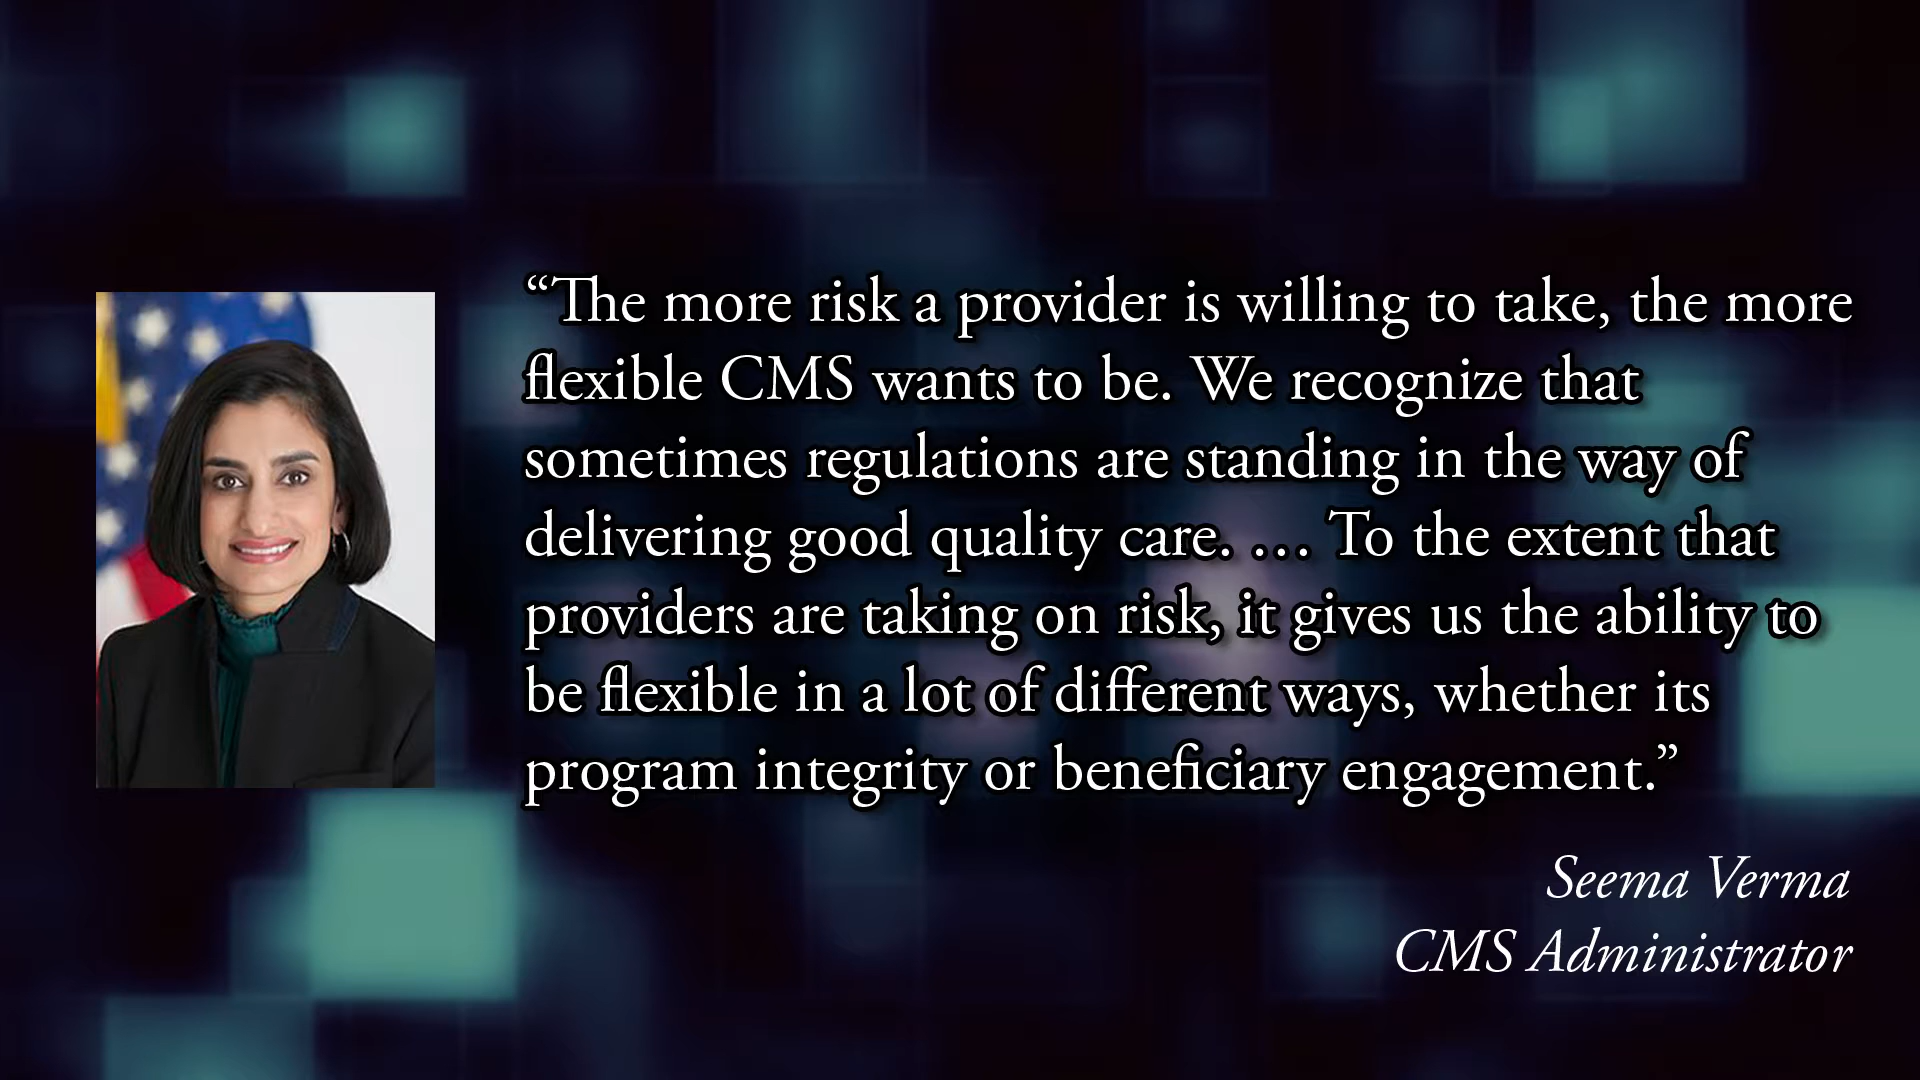 “The more risk a provider is willing to take, the more
flexible CMS wants to be. We recognize that
sometimes regulations are standing in the way of
delivering good quality care. … To the extent that
providers are taking on risk, it gives us the ability to
be flexible in a lot of different ways, whether its
program integrity or beneficiary engagement.”
Seema Verma
CMS Administrator